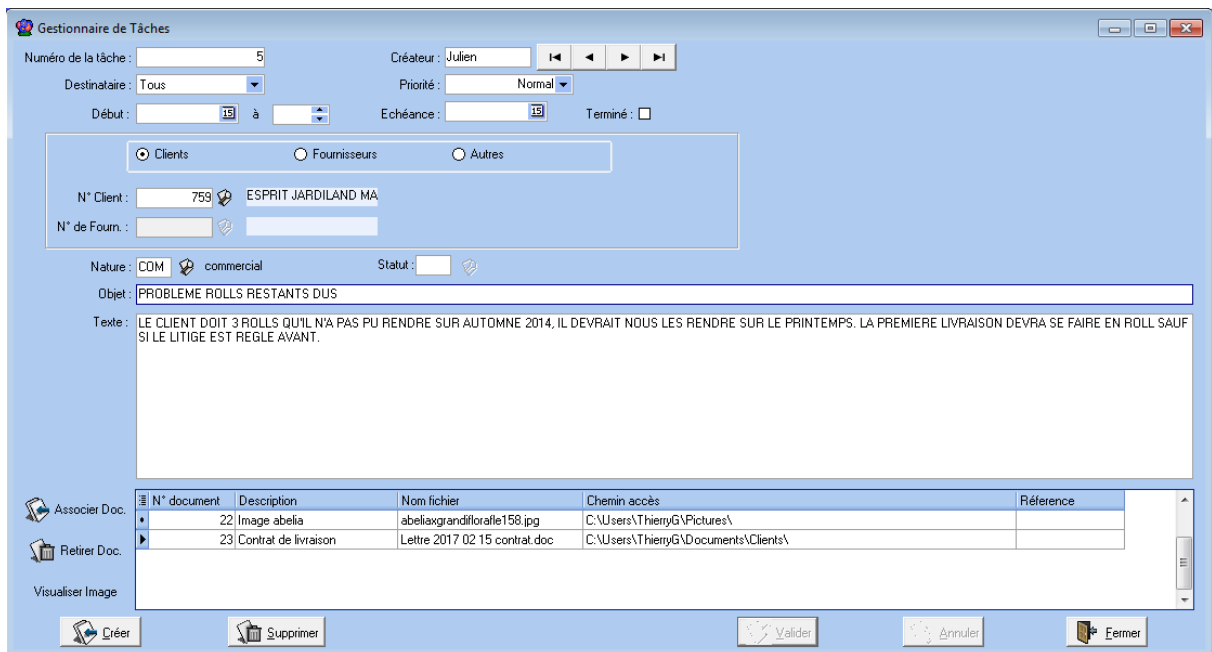 Gestionnaire de Tâches
Numéro de la tâche : 5 Créateur : Julien
Destinataire : Tous Priorité : Normal
Début : 15 à Echéance : 15 Terminé :
Clients Fournisseurs Autres
N° Client : 759 ESPRIT JARDILAND MA
N° de Fourn. :
Nature : COM commercial Statut :
Objet : PROBLEME ROLLS RESTANTS DUS
Texte : LE CLIENT DOIT 3 ROLLS QU'IL N'A PAS PU RENDRE SUR AUTOMNE 2014, IL DEVRAIT NOUS LES RENDRE SUR LE PRINTEMPS. LA PREMIERE LIVRAISON DEVRA SE FAIRE EN ROLL SAUF
SI LE LITIGE EST REGLE AVANT.
N° document Description Nom fichier Chemin accès Réference
Associer Doc.
22 Image abelia abeliaxgrandiflorafle158.jpg C:\Users\ThierryG\Pictures\
23 Contrat de livraison Lettre 2017 02 15 contrat.doc C:\Users\ThierryG\Documents\Clients\
Retirer Doc.
Visualiser Image
Créer Supprimer Valider Annuler Fermer